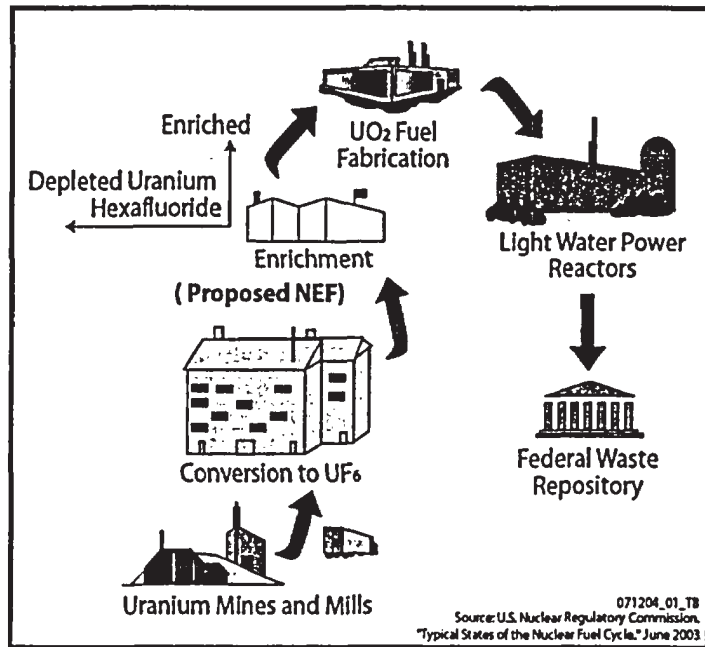 Enriched
Depleted Uranium
Hexafluoride
UO₂ Fuel
Fabrication
Light Water Power
Reactors
Enrichment
(Proposed NEF)
Conversion to UF₆
Federal Waste
Repository
Uranium Mines and Mills
071204_01_T8
Source: U.S. Nuclear Regulatory Commission.
"Typical States of the Nuclear Fuel Cycle." June 2003